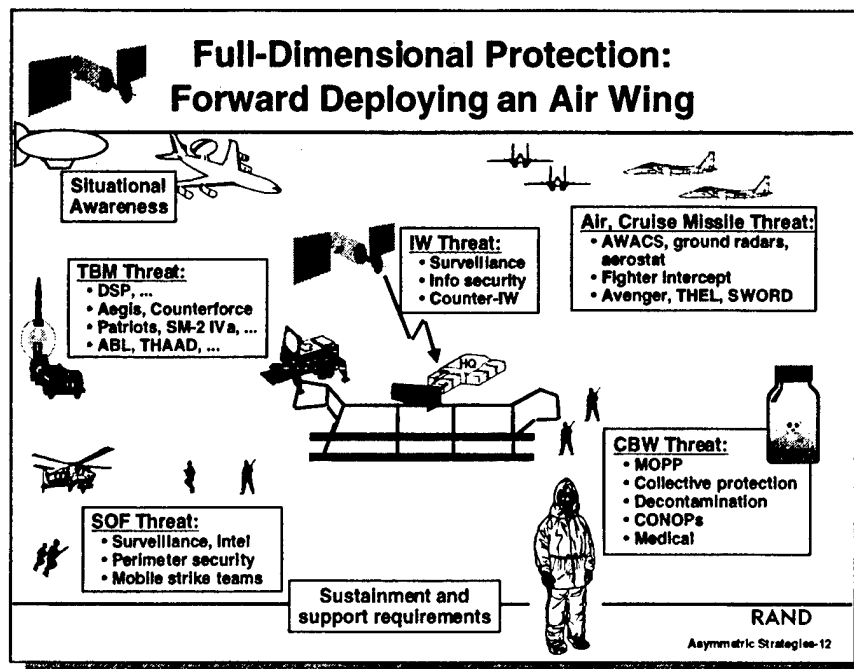 Full-Dimensional Protection:
Forward Deploying an Air Wing
Situational
Awareness
Air, Cruise Missile Threat:
• AWACS, ground radars,
aerostat
• Fighter intercept
• Avenger, THEL, SWORD
IW Threat:
• Surveillance
• Info security
• Counter-IW
TBM Threat:
• DSP, ...
• Aegis, Counterforce
• Patriots, SM-2 IVa, ...
• ABL, THAAD, ...
HQ
CBW Threat:
• MOPP
• Collective protection
• Decontamination
• CONOPs
• Medical
SOF Threat:
• Surveillance, Intel
• Perimeter security
• Mobile strike teams
Sustainment and
support requirements
RAND
Asymmetric Strategies-12